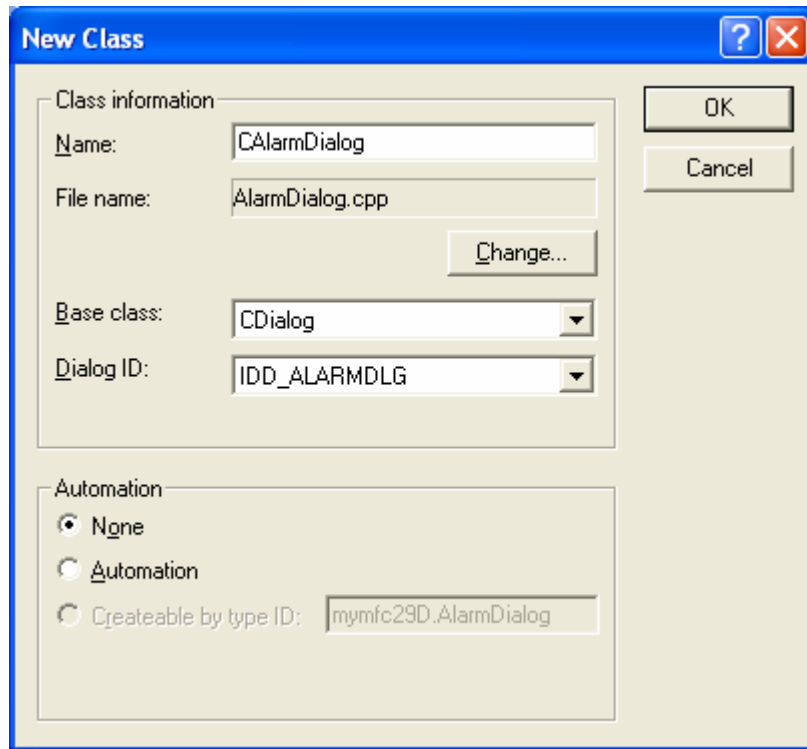 New Class
Class information
Name:
CAlarmDialog
File name:
AlarmDialog.cpp
Change...
Base class:
CDialog
Dialog ID:
IDD_ALARMDLG
OK
Cancel
Automation
None
Automation
Createable by type ID:
mymfc29D.AlarmDialog